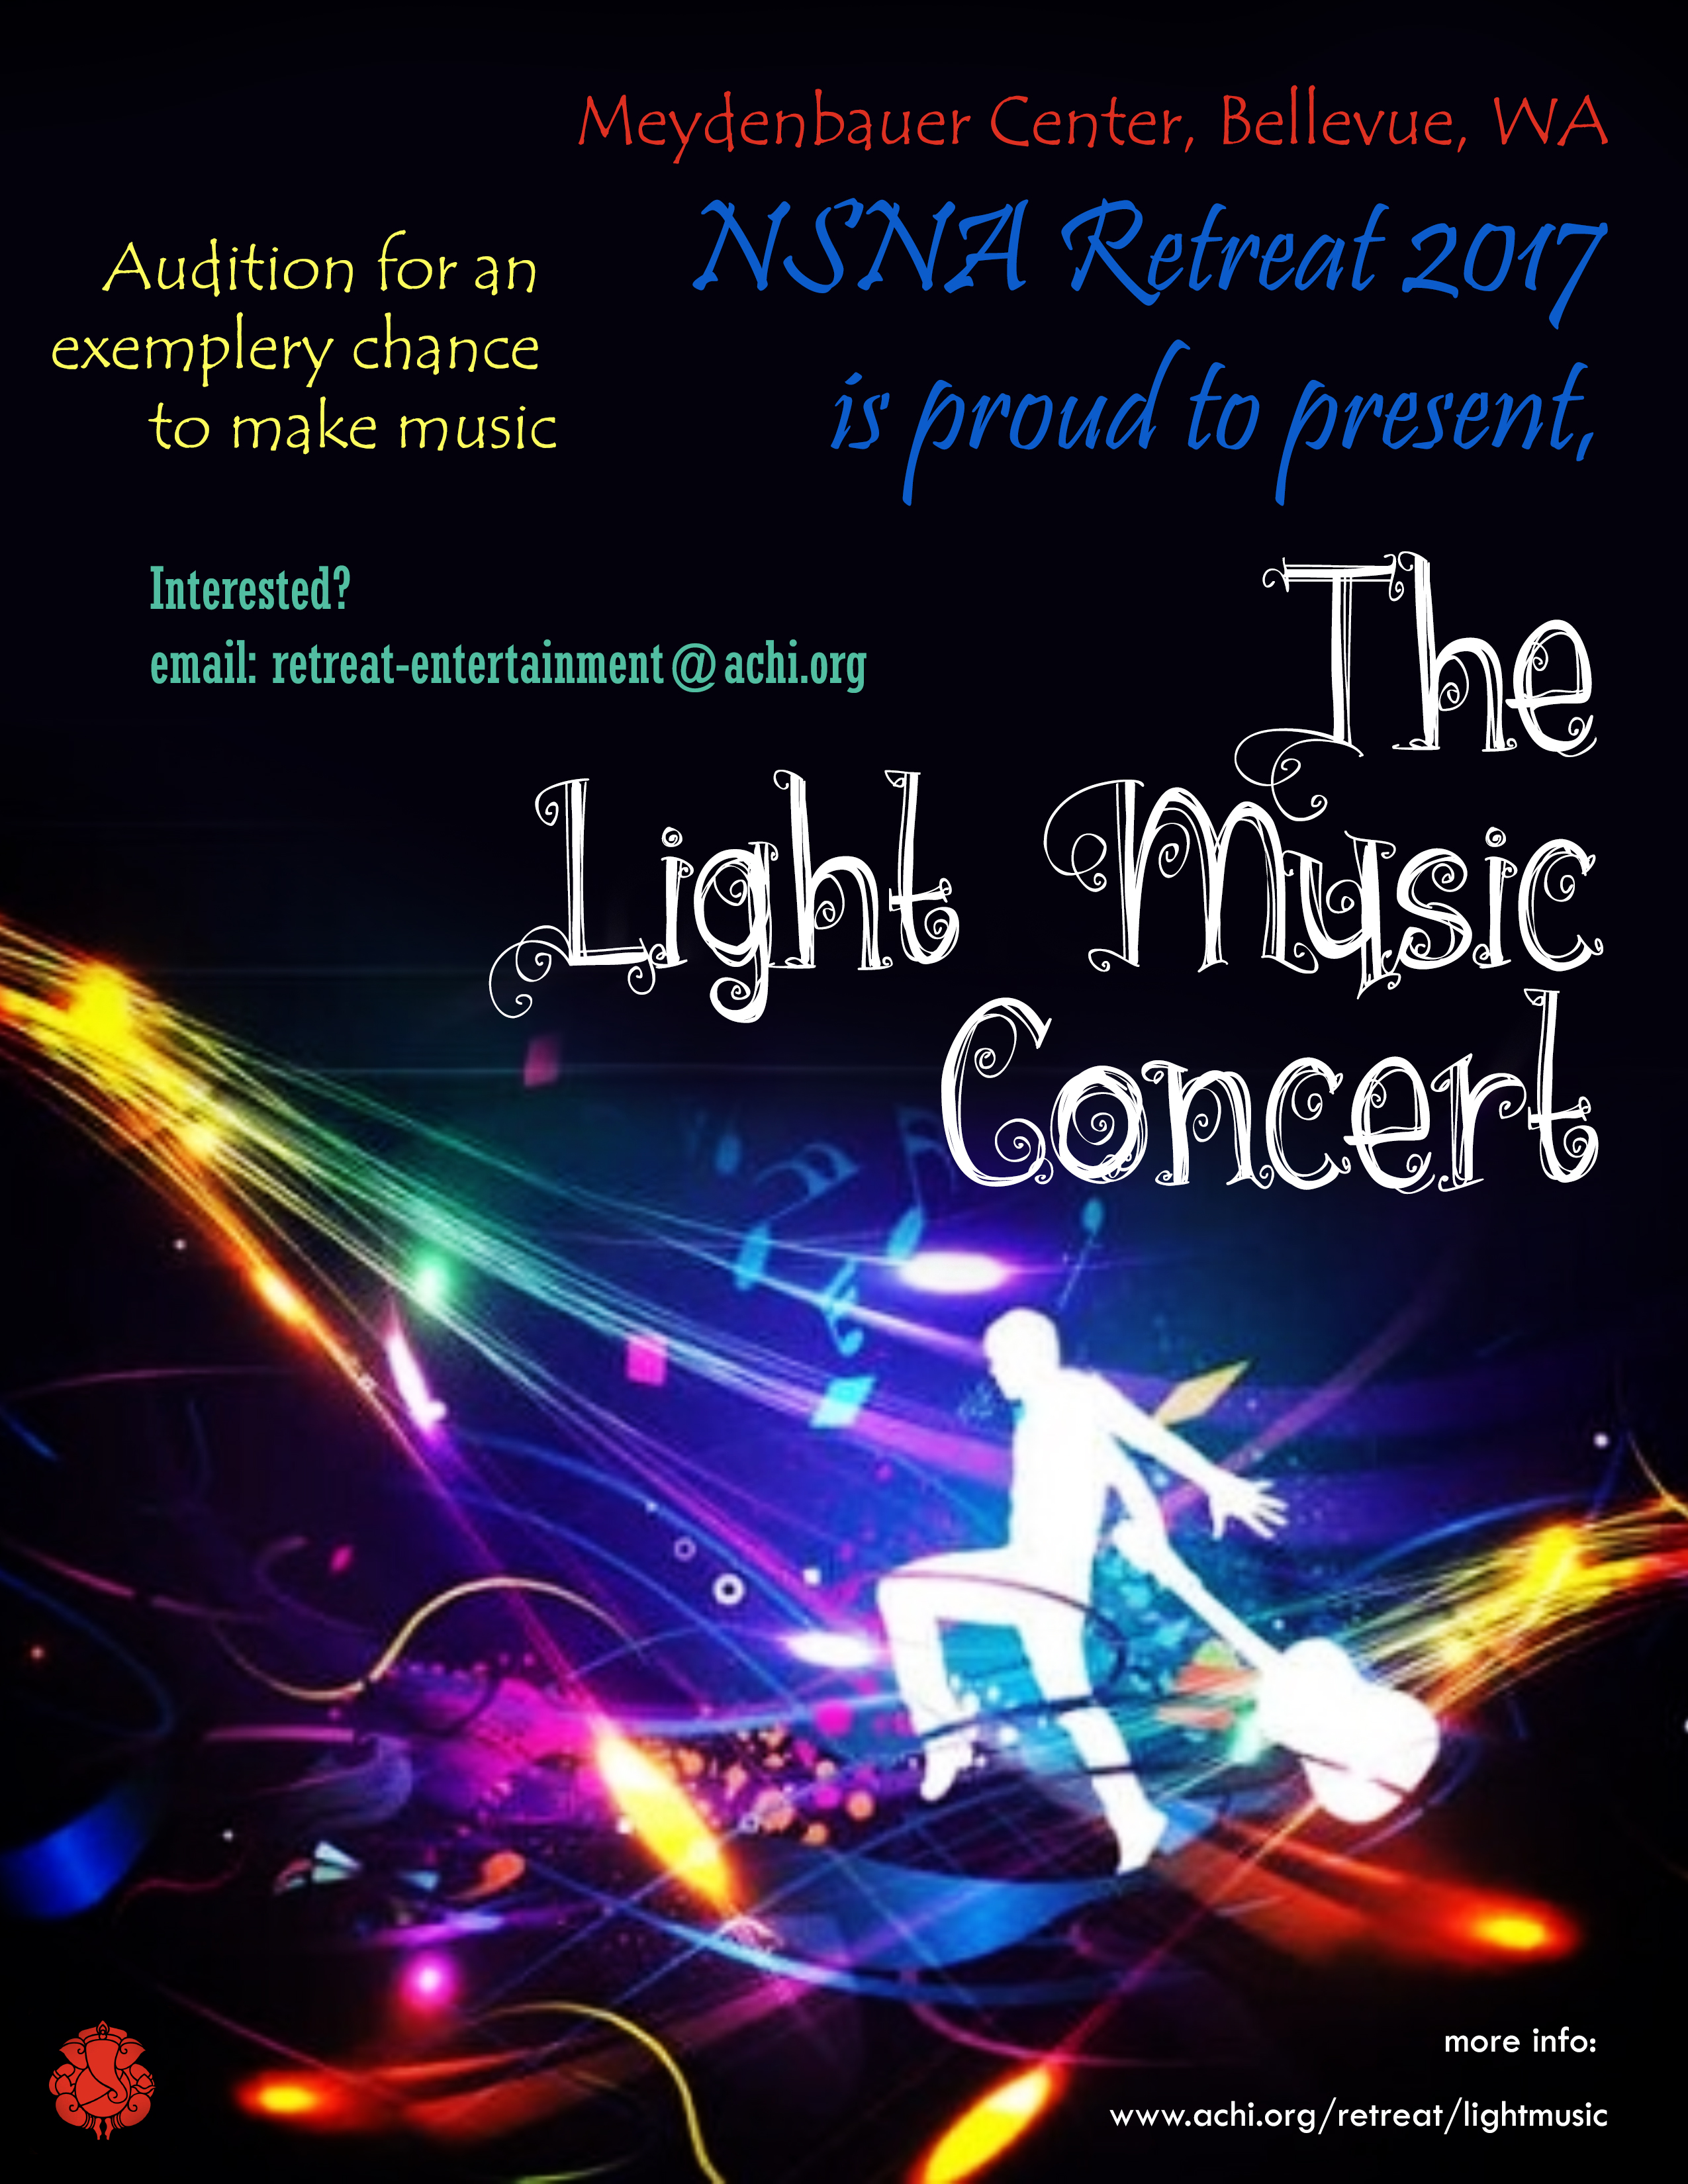 Meydenbauer Center, Bellevue, WA
NSNA Retreat 2017
is proud to present,
Audition for an
exemplery chance
to make music
Interested?
email: retreat-entertainment@achi.org
The
Light Music
Concert
more info:
www.achi.org/retreat/lightmusic